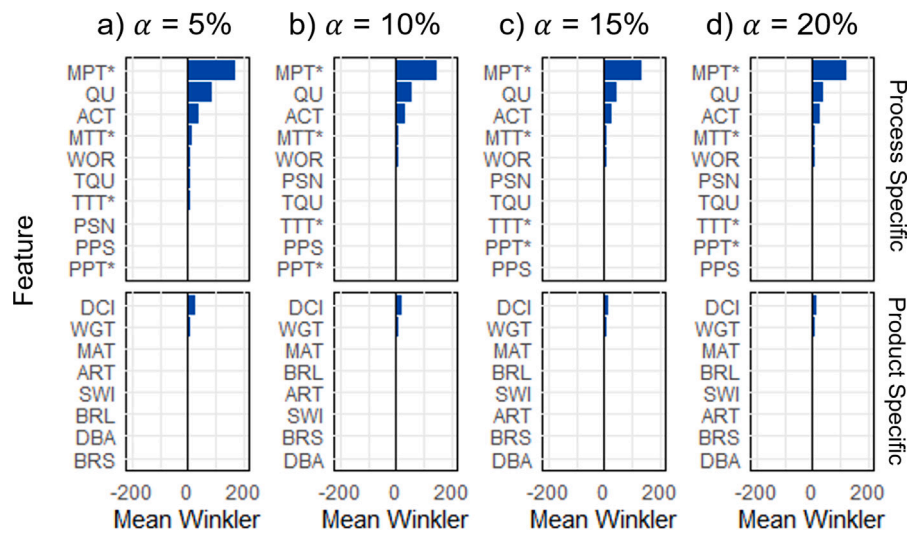 a) α = 5%
b) α = 10%
c) α = 15%
d) α = 20%
Feature
MPT*
QU
ACT
MTT*
WOR
TQU
TTT*
PSN
PPS
PPT*
DCI
WGT
MAT
ART
SWI
BRL
DBA
BRS
-200 0 200
Mean Winkler
MPT*
QU
ACT
MTT*
WOR
PSN
TQU
TTT*
PPS
PPT*
DCI
WGT
MAT
BRL
ART
SWI
BRS
DBA
-200 0 200
Mean Winkler
MPT*
QU
ACT
MTT*
WOR
PSN
TQU
TTT*
PPT*
PPS
DCI
WGT
MAT
BRL
SWI
ART
BRS
DBA
-200 0 200
Mean Winkler
MPT*
QU
ACT
MTT*
WOR
PSN
TQU
TTT*
PPT*
PPS
DCI
WGT
MAT
BRL
SWI
ART
BRS
DBA
-200 0 200
Mean Winkler
Process Specific
Product Specific